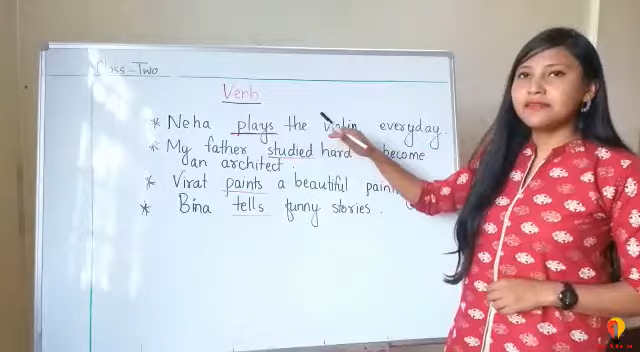 Class-Two
Verb
* Neha plays the violin everyday.
* My father studied hard become
an architect.
* Virat paints a beautiful
* Bina tells funny stories.